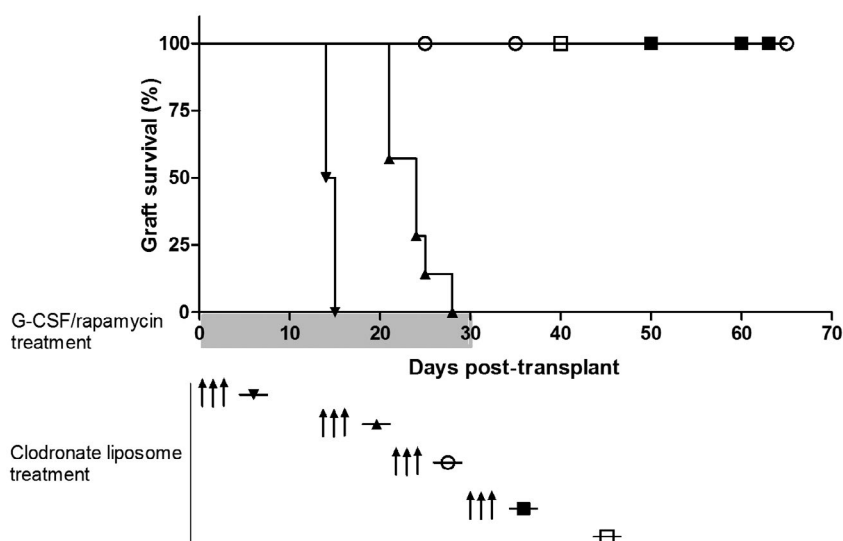 100
75
50
25
0
Graft survival (%)
0 10 20 30 40 50 60 70
Days post-transplant
G-CSF/rapamycin
treatment
Clodronate liposome
treatment